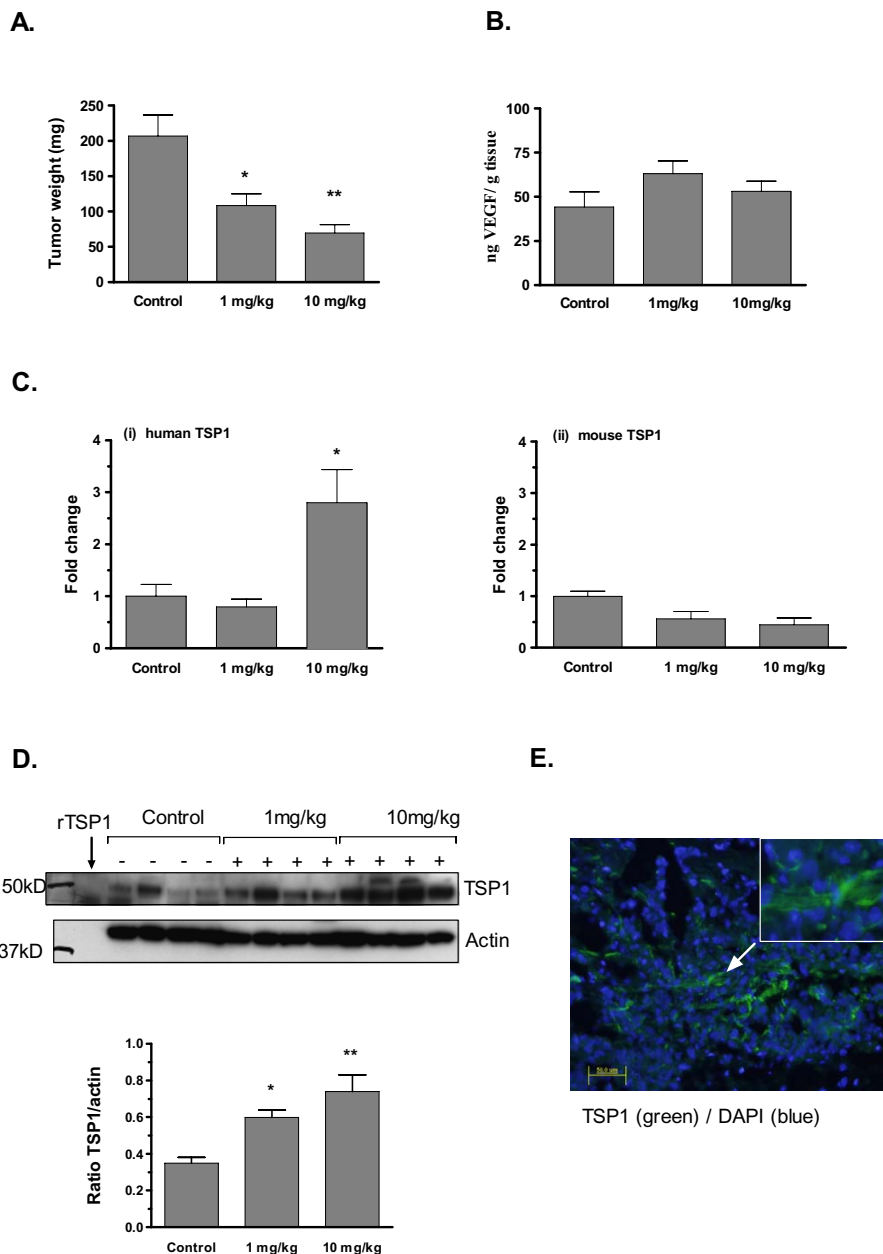 A.
Tumor weight (mg)
250
200
150
100
50
0
*
**
Control 1 mg/kg 10 mg/kg
B.
ng VEGF/ g tissue
100
75
50
25
0
Control 1mg/kg 10mg/kg
C.
(i) human TSP1
Fold change
4
3
2
1
0
*
Control 1 mg/kg 10 mg/kg
(ii) mouse TSP1
Fold change
4
3
2
1
0
Control 1 mg/kg 10 mg/kg
D.
rTSP1 Control 1mg/kg 10mg/kg
- - - - + + + + + + + +
50kD TSP1
Actin
37kD
Ratio TSP1/actin
1.0
0.8
0.6
0.4
0.2
0.0
*
**
Control 1 mg/kg 10 mg/kg
E.
50.0 um
TSP1 (green) / DAPI (blue)